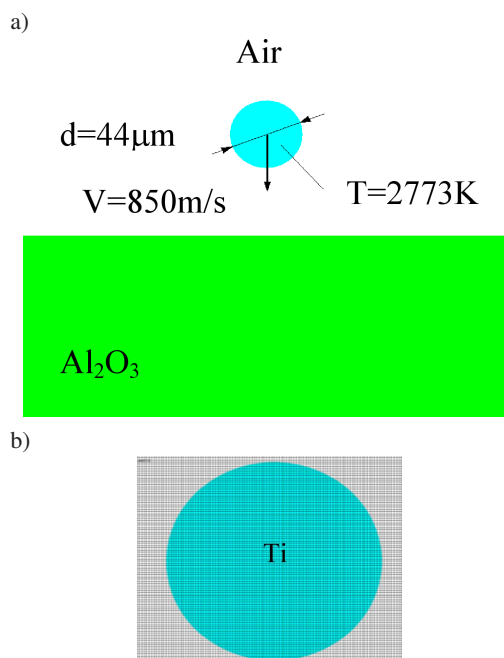 a)
Air
d=44μm
V=850m/s
T=2773K
Al₂O₃
b)
Ti